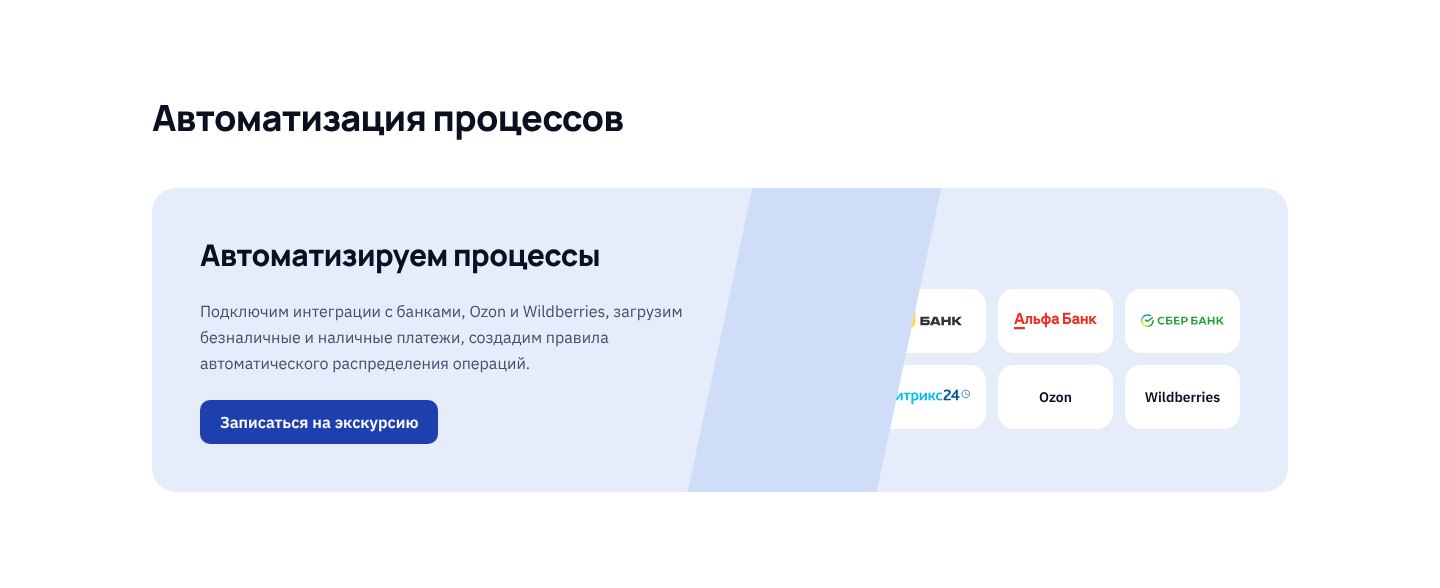 Автоматизация процессов
Автоматизируем процессы
Подключим интеграции с банками, Ozon и Wildberries, загрузим
безналичные и наличные платежи, создадим правила
автоматического распределения операций.
Записаться на экскурсию
БАНК
Альфа Банк
СБЕР БАНК
итрикс24
Ozon
Wildberries